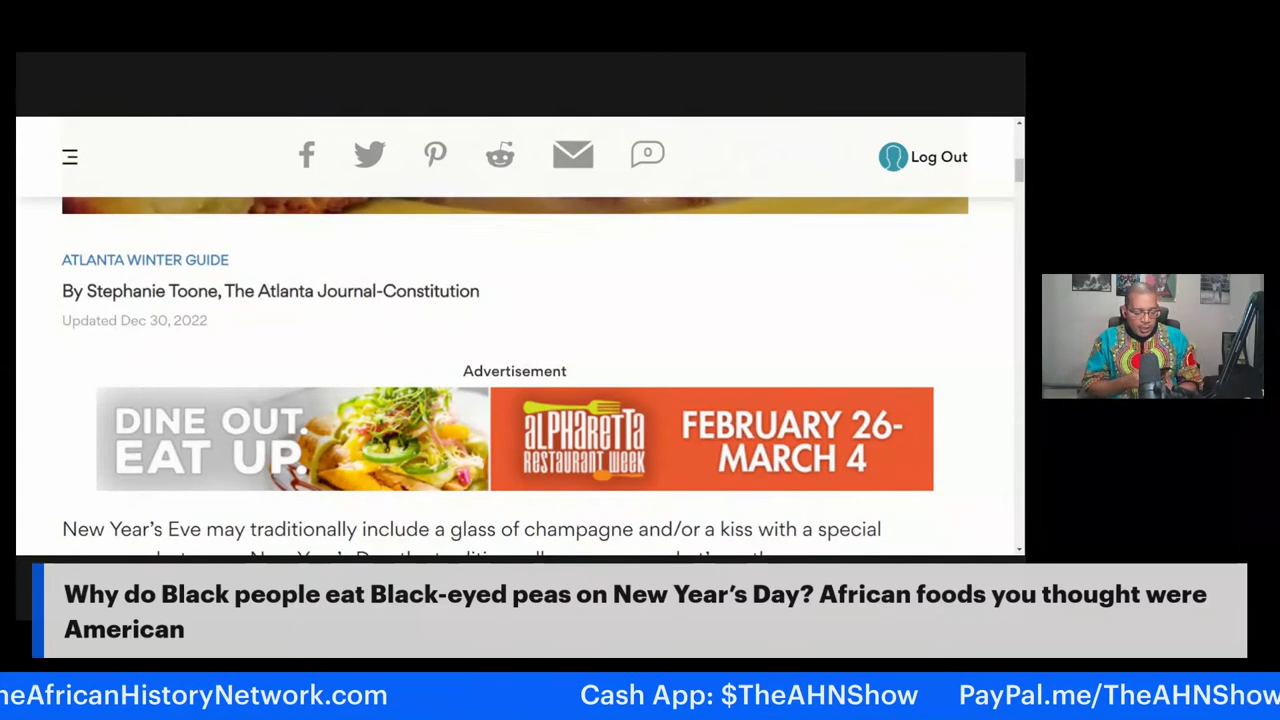 0
Log Out
ATLANTA WINTER GUIDE
By Stephanie Toone, The Atlanta Journal-Constitution
Updated Dec 30, 2022
Advertisement
DINE OUT.
EAT UP.
ALPHARETTA
RESTAURANT WEEK
FEBRUARY 26-
MARCH 4
New Year's Eve may traditionally include a glass of champagne and/or a kiss with a special
Why do Black people eat Black-eyed peas on New Year's Day? African foods you thought were
American
heAfricanHistoryNetwork.com
Cash App: $TheAHNShow
PayPal.me/TheAHNShow